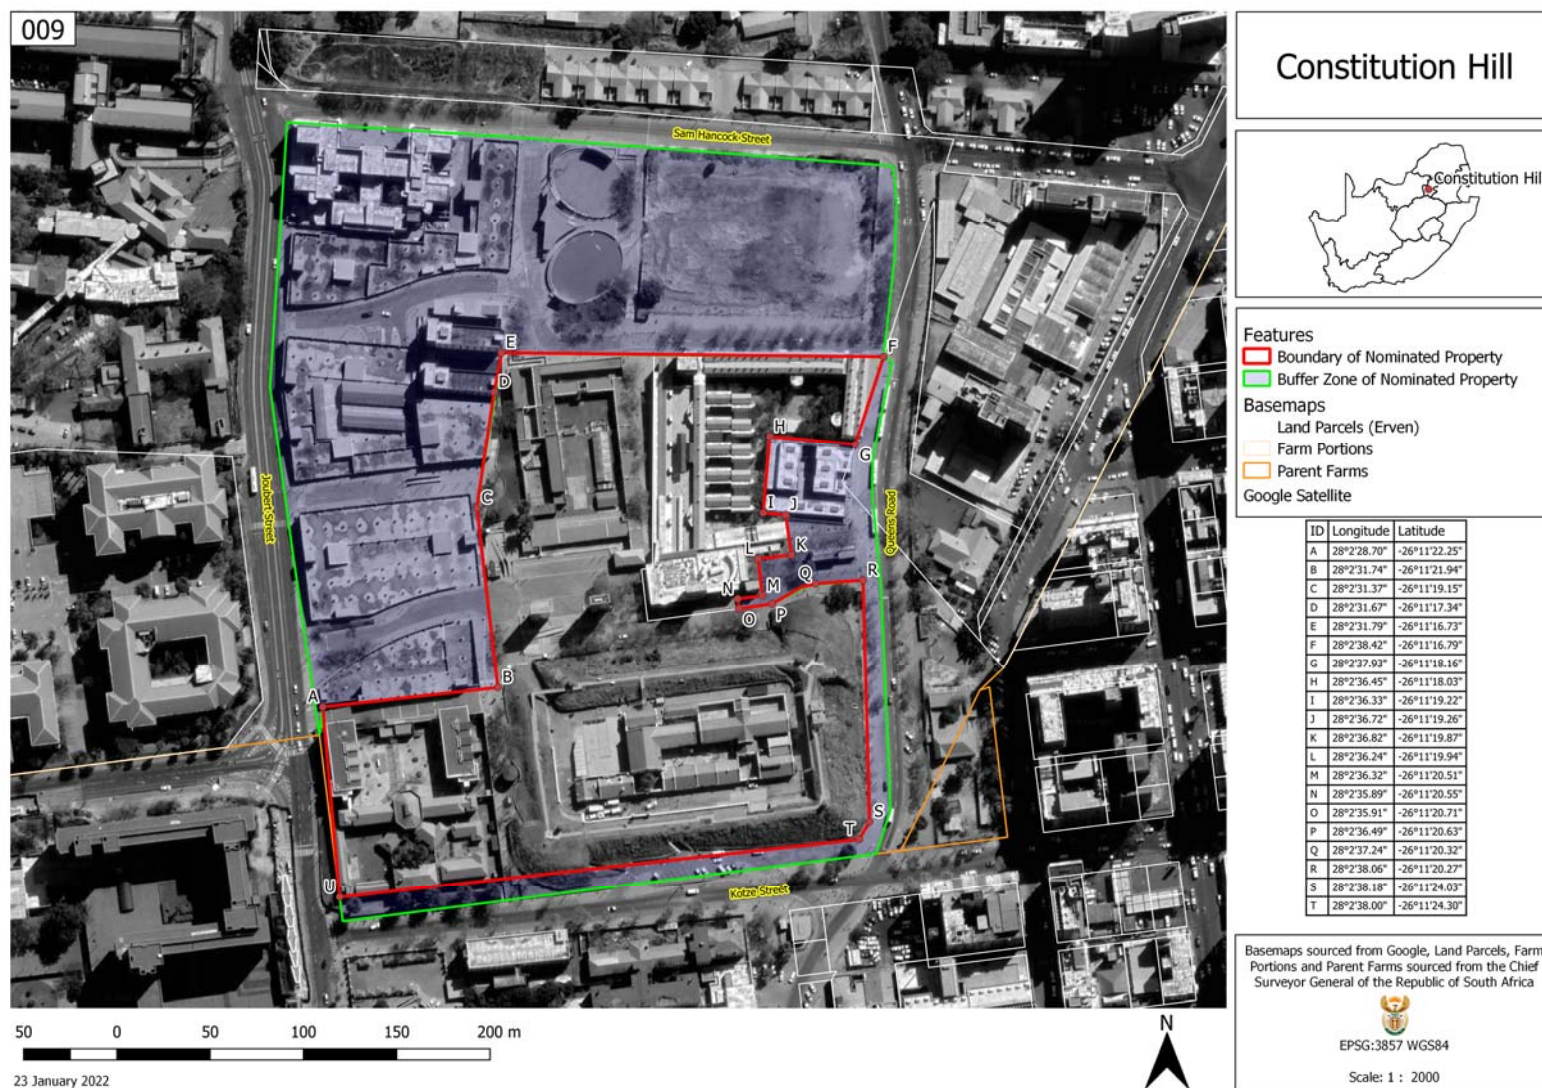 009
Constitution Hill
Constitution Hil
Sam Hancock Street
Joubert Street
Queens Road
Kotze Street
E
F
D
H
G
C
I
J
L
K
Q
R
N
M
O
P
B
A
S
T
U
Features
Boundary of Nominated Property
Buffer Zone of Nominated Property
Basemaps
Land Parcels (Erven)
Farm Portions
Parent Farms
Google Satellite
ID Longitude Latitude
A 28°2'28.70" -26°11'22.25"
B 28°2'31.74" -26°11'21.94"
C 28°2'31.37" -26°11'19.15"
D 28°2'31.67" -26°11'17.34"
E 28°2'31.79" -26°11'16.73"
F 28°2'38.42" -26°11'16.79"
G 28°2'37.93" -26°11'18.16"
H 28°2'36.45" -26°11'18.03"
I 28°2'36.33" -26°11'19.22"
J 28°2'36.72" -26°11'19.26"
K 28°2'36.82" -26°11'19.87"
L 28°2'36.24" -26°11'19.94"
M 28°2'36.32" -26°11'20.51"
N 28°2'35.89" -26°11'20.55"
O 28°2'35.91" -26°11'20.71"
P 28°2'36.49" -26°11'20.63"
Q 28°2'37.24" -26°11'20.32"
R 28°2'38.06" -26°11'20.27"
S 28°2'38.18" -26°11'24.03"
T 28°2'38.00" -26°11'24.30"
Basemaps sourced from Google, Land Parcels, Farm
Portions and Parent Farms sourced from the Chief
Surveyor General of the Republic of South Africa
EPSG:3857 WGS84
Scale: 1 : 2000
50 0 50 100 150 200 m
N
23 January 2022